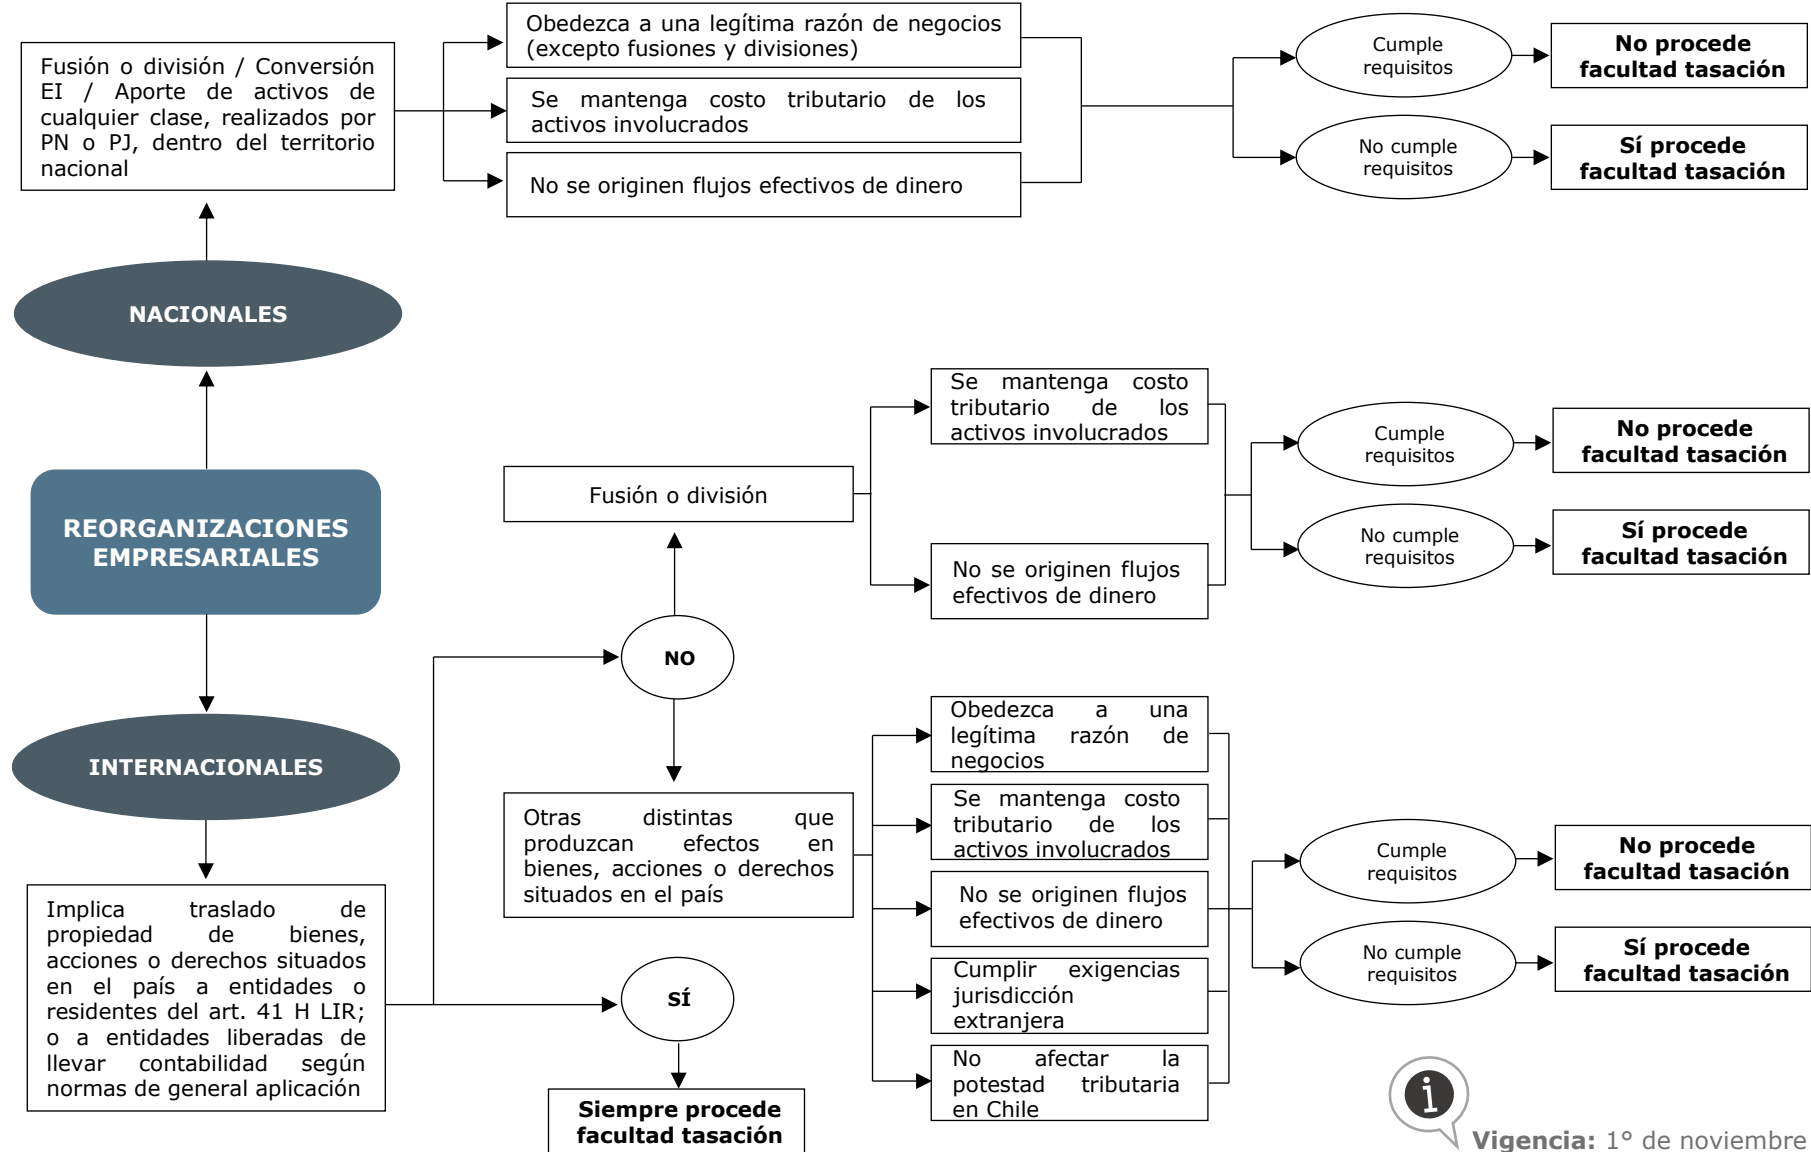 Fusión o división / Conversión
EI / Aporte de activos de
cualquier clase, realizados por
PN o PJ, dentro del territorio
nacional
Obedezca a una legítima razón de negocios
(excepto fusiones y divisiones)
Se mantenga costo tributario de los
activos involucrados
No se originen flujos efectivos de dinero
Cumple
requisitos
No procede
facultad tasación
No cumple
requisitos
Sí procede
facultad tasación
NACIONALES
REORGANIZACIONES
EMPRESARIALES
INTERNACIONALES
Implica traslado de
propiedad de bienes,
acciones o derechos situados
en el país a entidades o
residentes del art. 41 H LIR;
o a entidades liberadas de
llevar contabilidad según
normas de general aplicación
NO
Fusión o división
Se mantenga costo
tributario de los
activos involucrados
No se originen flujos
efectivos de dinero
Cumple
requisitos
No procede
facultad tasación
No cumple
requisitos
Sí procede
facultad tasación
Otras distintas que
produzcan efectos en
bienes, acciones o derechos
situados en el país
Obedezca a una
legítima razón de
negocios
Se mantenga costo
tributario de los
activos involucrados
No se originen flujos
efectivos de dinero
Cumplir exigencias
jurisdicción
extranjera
No afectar la
potestad tributaria
en Chile
Cumple
requisitos
No procede
facultad tasación
No cumple
requisitos
Sí procede
facultad tasación
SÍ
Siempre procede
facultad tasación
i
Vigencia: 1° de noviembre